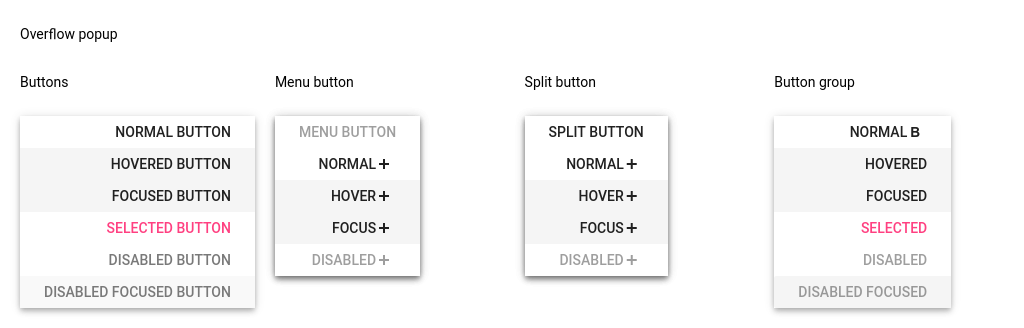 Overflow popup
Buttons
NORMAL BUTTON
HOVERED BUTTON
FOCUSED BUTTON
SELECTED BUTTON
DISABLED BUTTON
DISABLED FOCUSED BUTTON
Menu button
MENU BUTTON
NORMAL +
HOVER +
FOCUS +
DISABLED +
Split button
SPLIT BUTTON
NORMAL +
HOVER +
FOCUS +
DISABLED +
Button group
NORMAL B
HOVERED
FOCUSED
SELECTED
DISABLED
DISABLED FOCUSED